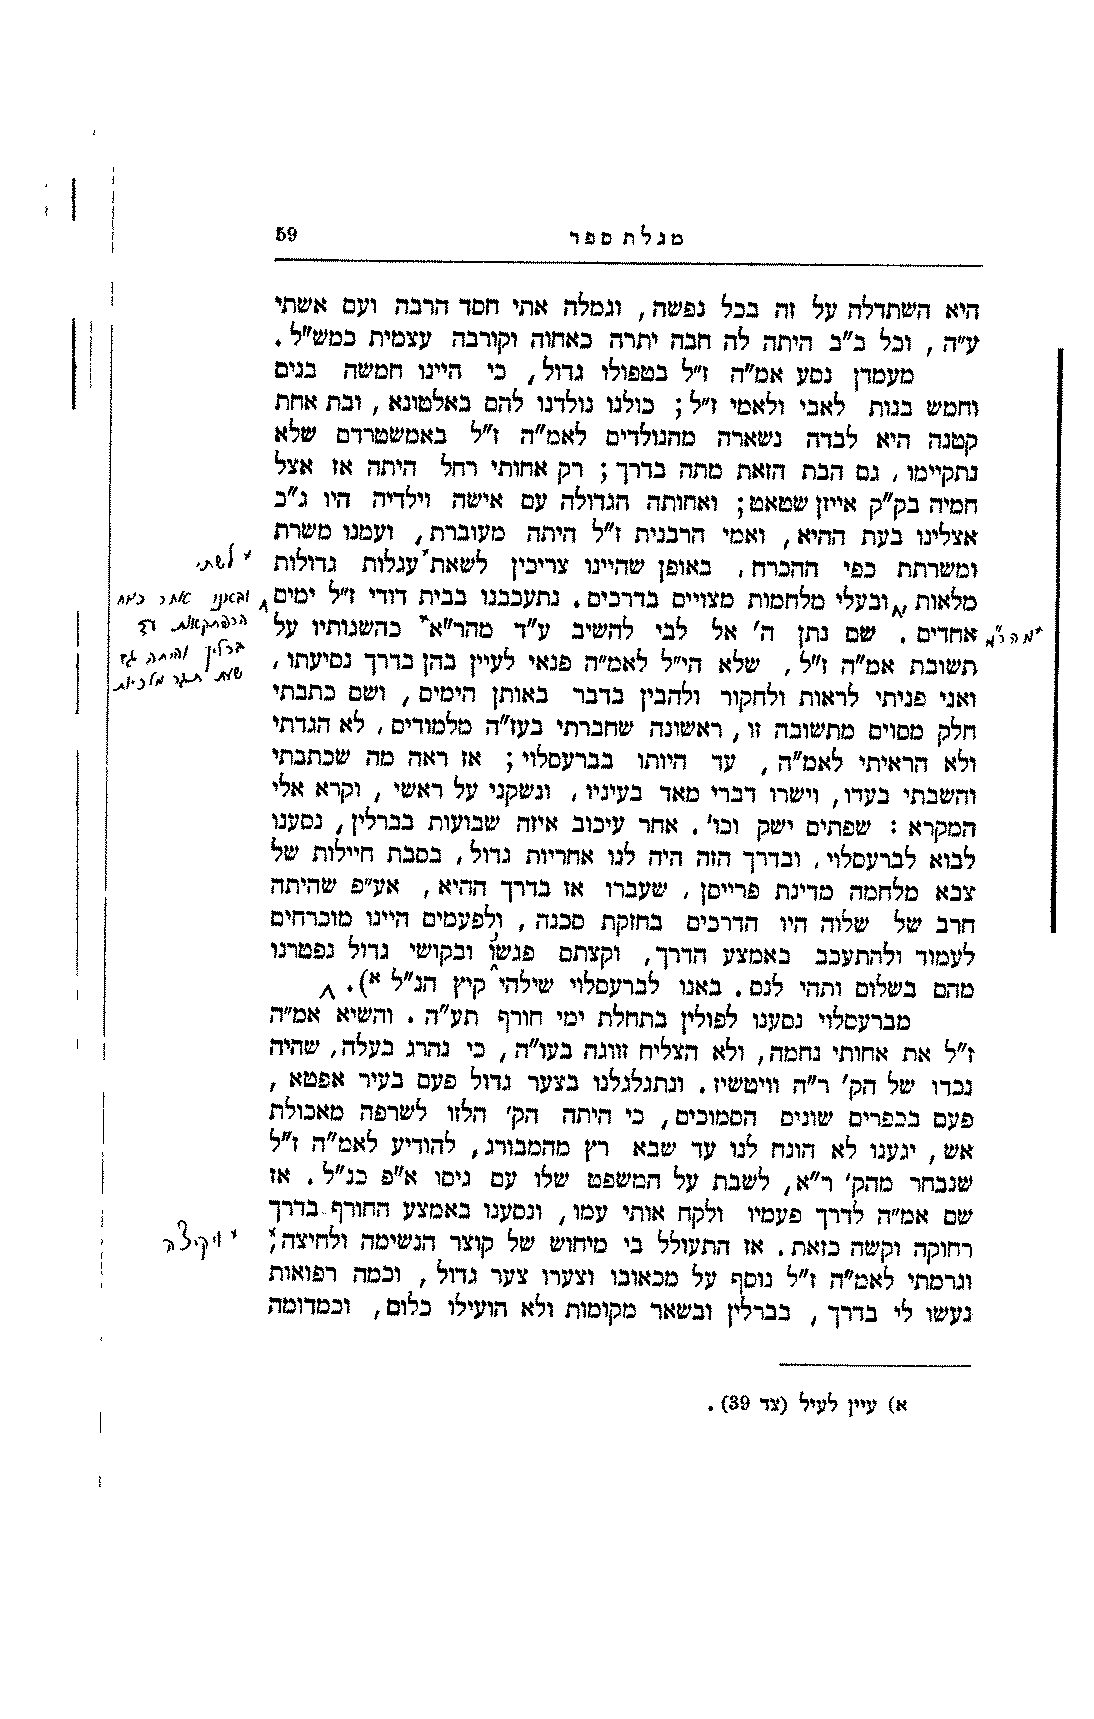 59
מגלת ספר
היא השתדלה על זה בכל נפשה, וגמלה אתי חסד הרבה ועם אשתי
ע״ה, וכל ב״ב היתה לה חבה יתרה כאחוה וקורבה עצמית כמש״ל.
מעמדן נסע אמ״ה ז״ל בטפולו גדול, כי היינו חמשה בנים
וחמש בנות לאבי ולאמי ז״ל; כולנו נולדנו להם באלטונא, ובת אחת
קטנה היא לבדה נשארה מהנולדים לאמ״ה ז״ל באמשטרדם שלא
נתקיימו, גם הבת הזאת מתה בדרך; רק אחותי רחל היתה אז אצל
חמיה בק״ק אייזן שטאט; ואחותה הגדולה עם אישה וילדיה היו ג״כ
אצלינו בעת ההיא, ואמי הרבנית ז״ל היתה מעוברת, ועמנו משרת
ומשרתת כפי ההכרח, באופן שהיינו צריכין לשאת* עגלות גדולות
* לשתי
מלאות, ובעלי מלחמות מצויים בדרכים. נתעכבנו בבית דודי ז״ל ימים
ובאננו
אחדים. שם נתן ה' אל לבי להשיב ע״ד מהר״א* כהשנותיו על
* מהר״מ
ברלין והיתה
תשובת אמ״ה ז״ל, שלא הי״ל לאמ״ה פנאי לעיין בהן בדרך נסיעתו,
ואני פניתי לראות ולחקור ולהבין בדבר באותן הימים, ושם כתבתי
חלק מסוים מתשובה זו, ראשונה שחברתי בעז״ה מלמודים, לא הגדתי
ולא הראיתי לאמ״ה, עד היותו בברעסלוי; אז ראה מה שכתבתי
והשבתי בעדו, וישרו דברי מאד בעיניו, ונשקני על ראשי, וקרא אלי
המקרא: שפתים ישק וכו'. אחר עיכוב איזה שבועות בברלין, נסענו
לבוא לברעסלוי, ובדרך הזה היה לנו אחריות גדול, בסבת חיילות של
צבא מלחמה מדינת פרייסן, שעברו אז בדרך ההיא, אע״פ שהיתה
חרב של שלוה היו הדרכים בחזקת סכנה, ולפעמים היינו מוכרחים
לעמוד ולהתעכב באמצע הדרך, וקצתם פגשו ובקושי גדול נפטרנו
מהם בשלום ותהי לנס. באנו לברעסלוי שילהי קיץ הנ״ל א).
מברעסלוי נסענו לפולין בתחלת ימי חורף תע״ה. והשיא אמ״ה
ז״ל את אחותי נחמה, ולא הצליח זווגה בעו״ה, כי נהרג בעלה, שהיה
נכדו של הק' ר״ה וויטשיז. ונתגלגלנו בצער גדול פעם בעיר אפטא,
פעם בכפרים שונים הסמוכים, כי היתה הק' הלזו לשרפה מאכולת
אש, יגענו לא הונח לנו עד שבא רץ מהמבורג, להודיע לאמ״ה ז״ל
שנבחר מהק' ר״א, לשבת על המשפט שלו עם גיסו א״פ כנ״ל. אז
שם אמ״ה לדרך פעמיו ולקח אותי עמו, ונסענו באמצע החורף בדרך
רחוקה וקשה כזאת. אז התעולל בי מיחוש של קוצר הנשימה ולחיצה*,
* ויקיצה
וגרמתי לאמ״ה ז״ל נוסף על מכאובו וצערו צער גדול, וכמה רפואות
נעשו לי בדרך, בברלין ובשאר מקומות ולא הועילו כלום, וכמדומה
א) עיין לעיל (צד 39).